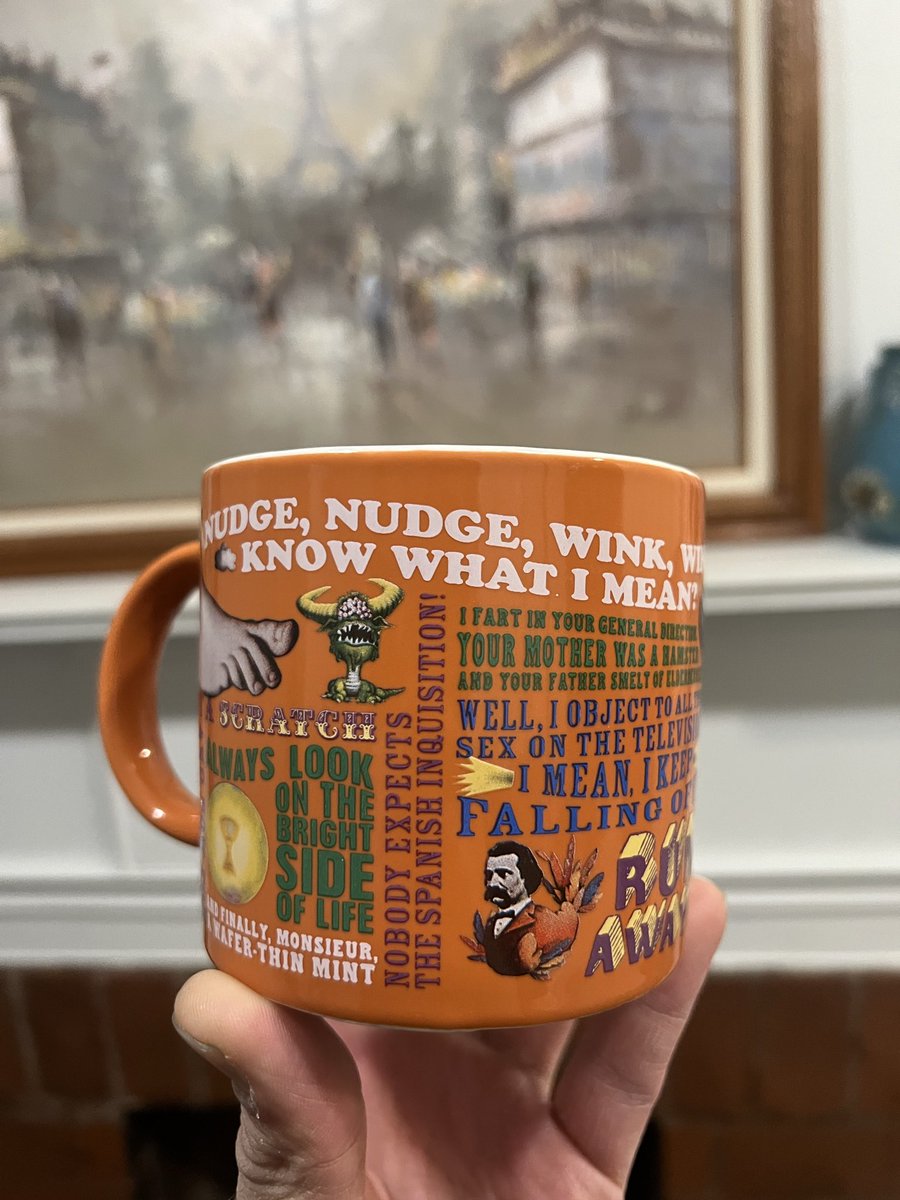 NUDGE, NUDGE, WINK,
KNOW WHAT I MEAN?
A SCRATCH
ALWAYS LOOK
ON THE
BRIGHT
SIDE
OF LIFE
AND FINALLY, MONSIEUR,
A WAFER-THIN MINT
NOBODY EXPECTS
THE SPANISH INQUISITION!
I FART IN YOUR GENERAL
YOUR MOTHER WAS A HAMSTER
AND YOUR FATHER SMELT OF
WELL, I OBJECT TO
SEX ON THE
I MEAN, I KEEP
FALLING
RUN
AWAY